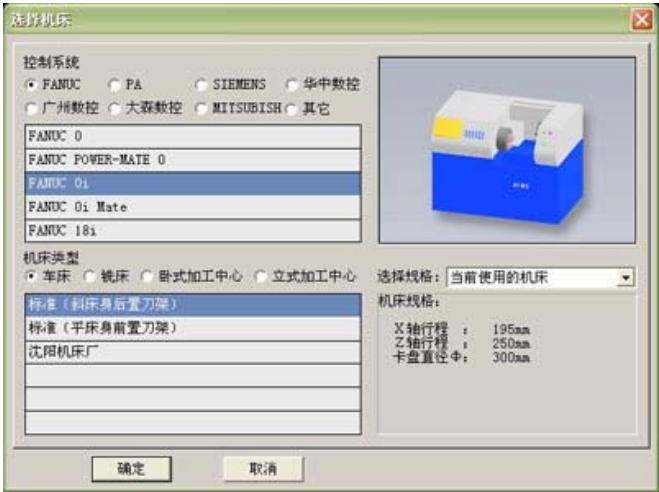 选择机床
控制系统
FANUC PA SIEMENS 华中数控
广州数控 大森数控 MITSUBISH 其它
FANUC 0
FANUC POWER-MATE 0
FANUC 0i
FANUC 0i Mate
FANUC 18i
机床类型
车床 铣床 卧式加工中心 立式加工中心
标准（斜床身后置刀架）
标准（平床身前置刀架）
沈阳机床厂
选择规格: 当前使用的机床
机床规格:
X轴行程 : 195mm
Z轴行程 : 250mm
卡盘直径Φ: 300mm
确定 取消